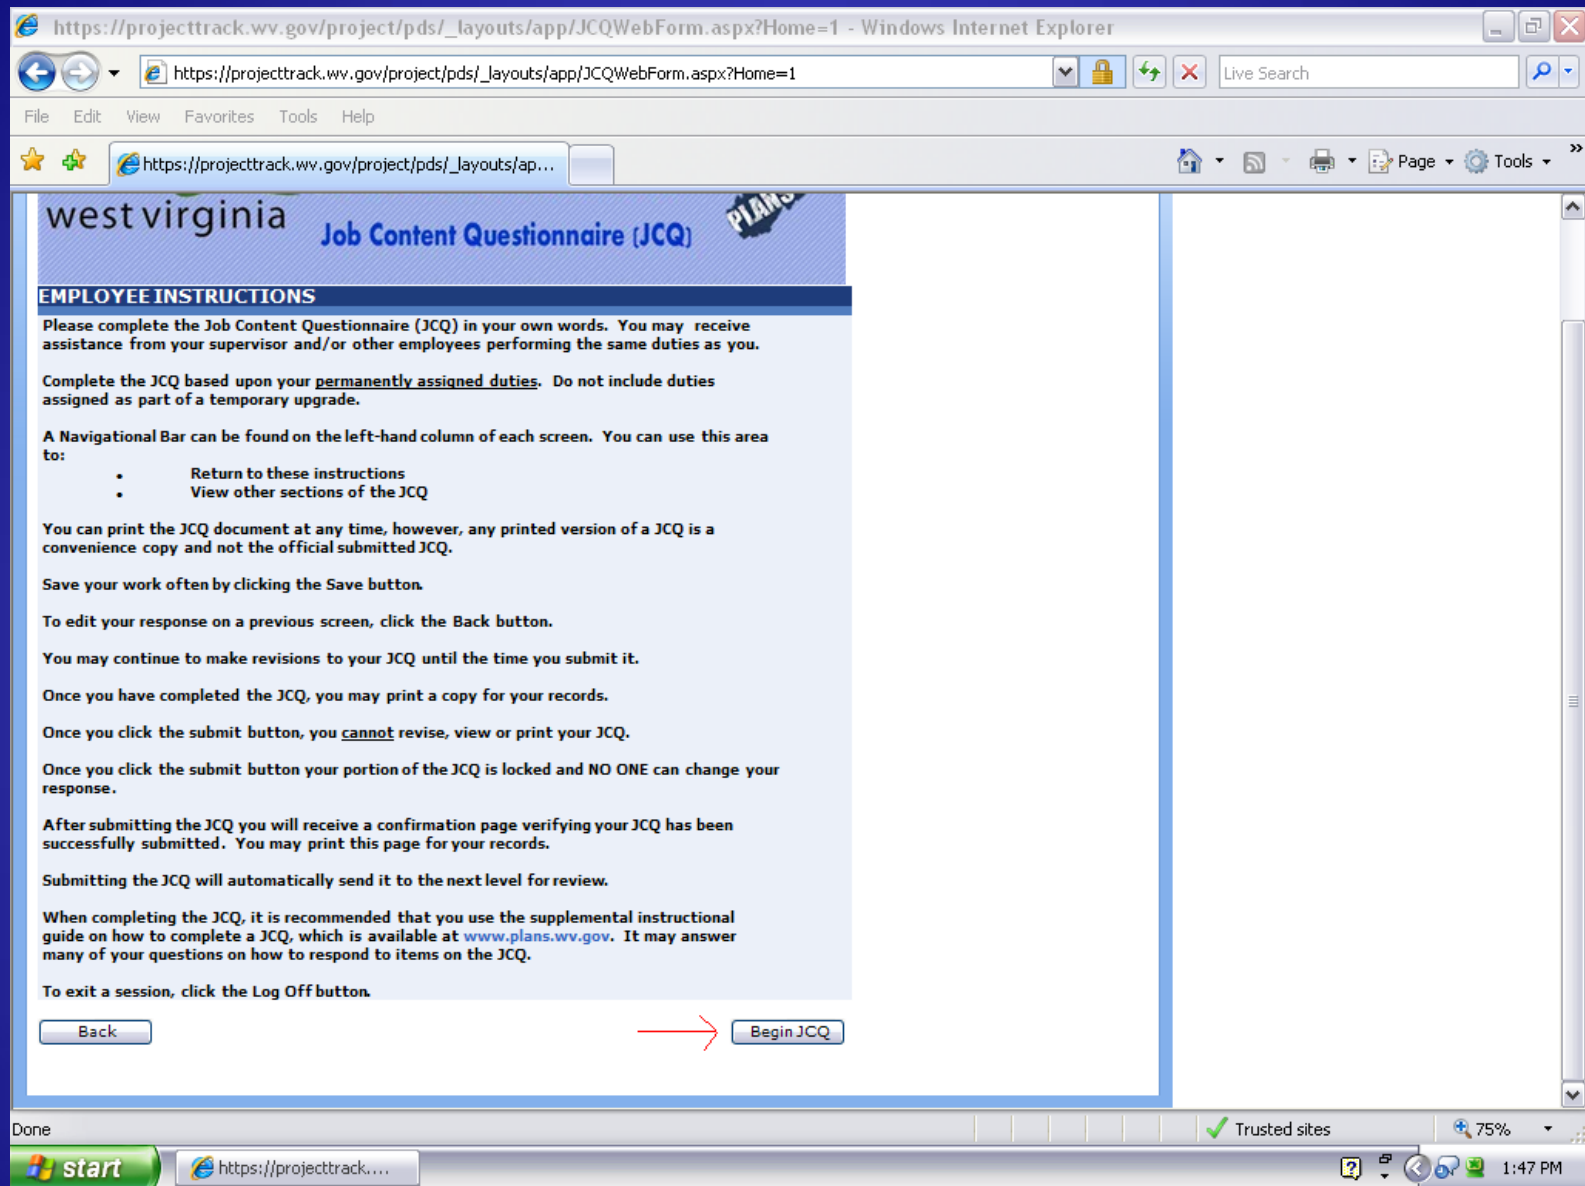 https://projecttrack.wv.gov/project/pds/_layouts/app/JCQWebForm.aspx?Home=1 - Windows Internet Explorer
https://projecttrack.wv.gov/project/pds/_layouts/app/JCQWebForm.aspx?Home=1
Live Search
File Edit View Favorites Tools Help
https://projecttrack.wv.gov/project/pds/_layouts/ap...
Page Tools »
west virginia
Job Content Questionnaire (JCQ)
PLANS
EMPLOYEE INSTRUCTIONS
Please complete the Job Content Questionnaire (JCQ) in your own words. You may receive
assistance from your supervisor and/or other employees performing the same duties as you.
Complete the JCQ based upon your permanently assigned duties. Do not include duties
assigned as part of a temporary upgrade.
A Navigational Bar can be found on the left-hand column of each screen. You can use this area
to:
• Return to these instructions
• View other sections of the JCQ
You can print the JCQ document at any time, however, any printed version of a JCQ is a
convenience copy and not the official submitted JCQ.
Save your work often by clicking the Save button.
To edit your response on a previous screen, click the Back button.
You may continue to make revisions to your JCQ until the time you submit it.
Once you have completed the JCQ, you may print a copy for your records.
Once you click the submit button, you cannot revise, view or print your JCQ.
Once you click the submit button your portion of the JCQ is locked and NO ONE can change your
response.
After submitting the JCQ you will receive a confirmation page verifying your JCQ has been
successfully submitted. You may print this page for your records.
Submitting the JCQ will automatically send it to the next level for review.
When completing the JCQ, it is recommended that you use the supplemental instructional
guide on how to complete a JCQ, which is available at www.plans.wv.gov. It may answer
many of your questions on how to respond to items on the JCQ.
To exit a session, click the Log Off button.
Back
Begin JCQ
Done
Trusted sites
75%
start
https://projecttrack....
1:47 PM